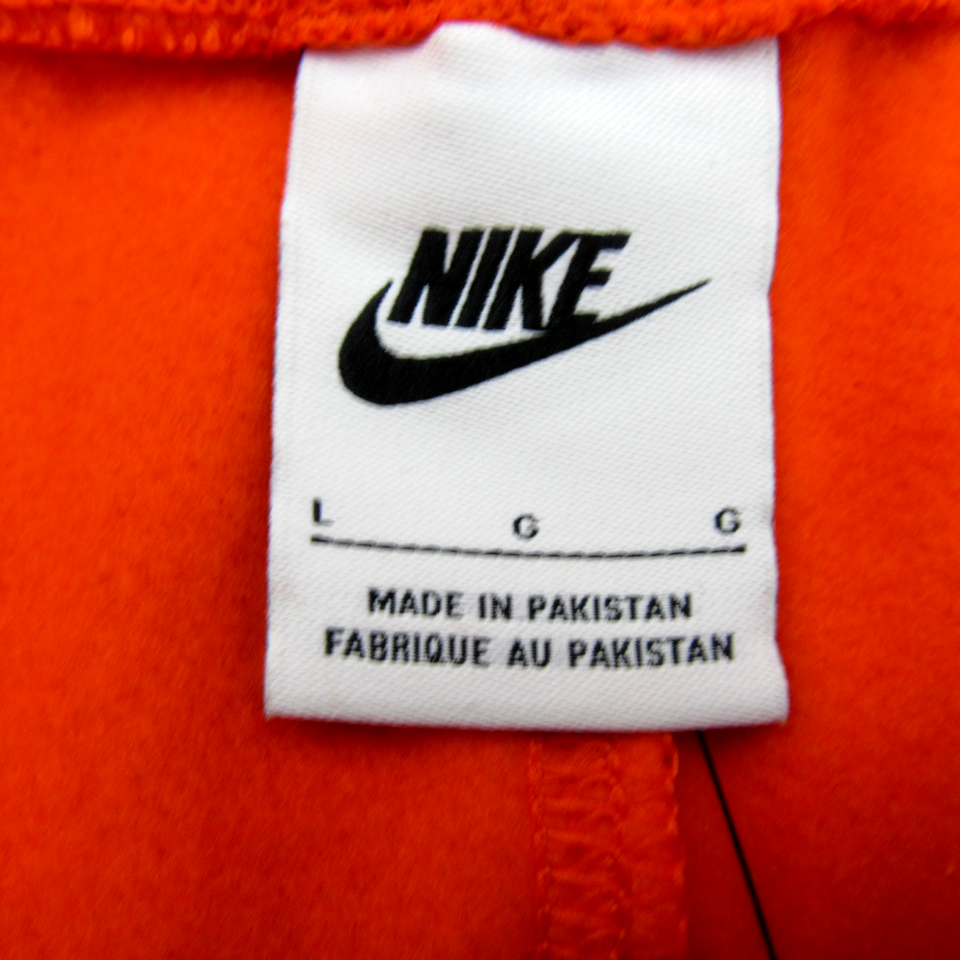 NIKE
L G G
MADE IN PAKISTAN
FABRIQUE AU PAKISTAN